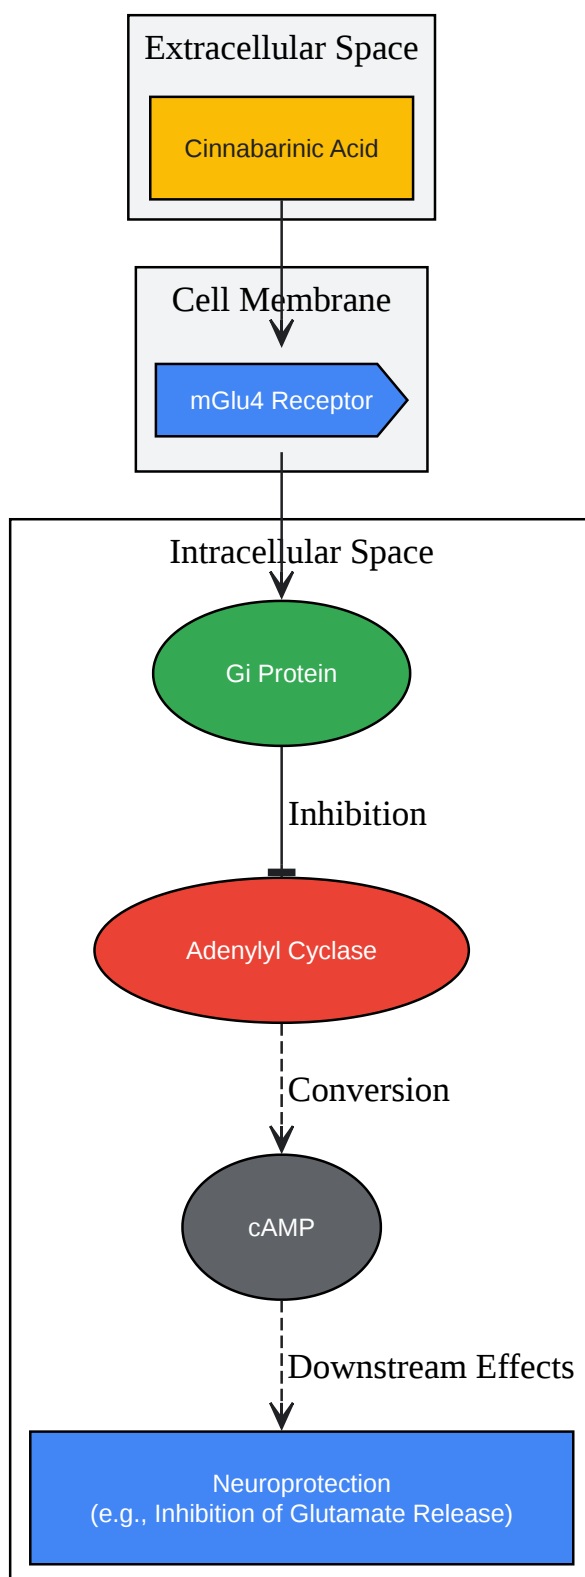 Extracellular Space
Cinnabarinic Acid
Cell Membrane
mGlu4 Receptor
Intracellular Space
Gi Protein
Inhibition
Adenylyl Cyclase
Conversion
cAMP
Downstream Effects
Neuroprotection
(e.g., Inhibition of Glutamate Release)